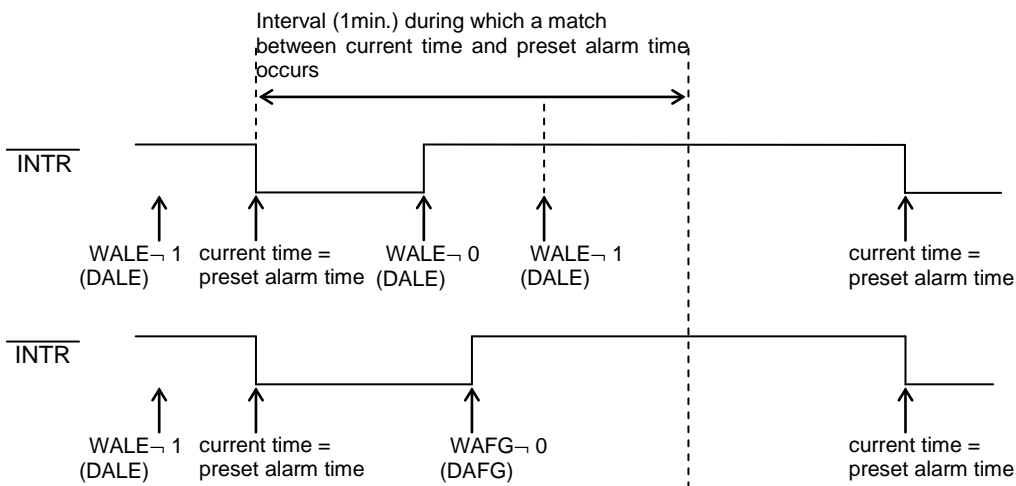 Interval (1min.) during which a match
between current time and preset alarm time
occurs
INTR
WALE¬ 1 current time = WALE¬ 0 WALE¬ 1 current time =
(DALE) preset alarm time (DALE) (DALE) preset alarm time
INTR
WALE¬ 1 current time = WAFG¬ 0 current time =
(DALE) preset alarm time (DAFG) preset alarm time